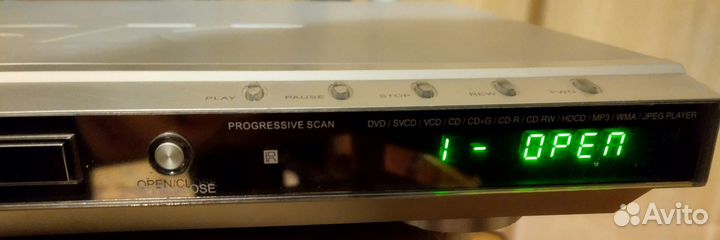 PLAY PAUSE STOP REW FWD
PROGRESSIVE SCAN DVD / SVCD / VCD / CD / CD+G / CD-R / CD-RW / HDCD / MP3 / WMA / JPEG PLAYER
1 - OPEN
OPEN/CLOSE
Avito